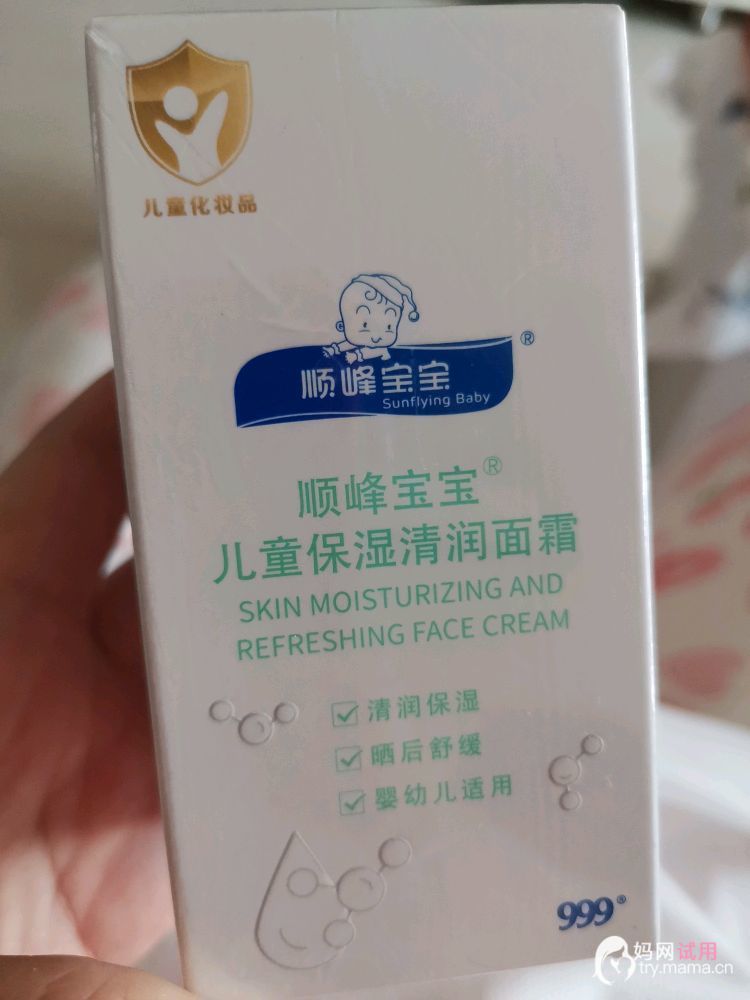 儿童化妆品
顺峰宝宝®
Sunflying Baby
顺峰宝宝®
儿童保湿清润面霜
SKIN MOISTURIZING AND
REFRESHING FACE CREAM
清润保湿
晒后舒缓
婴幼儿适用
999®
妈网试用
try.mama.cn